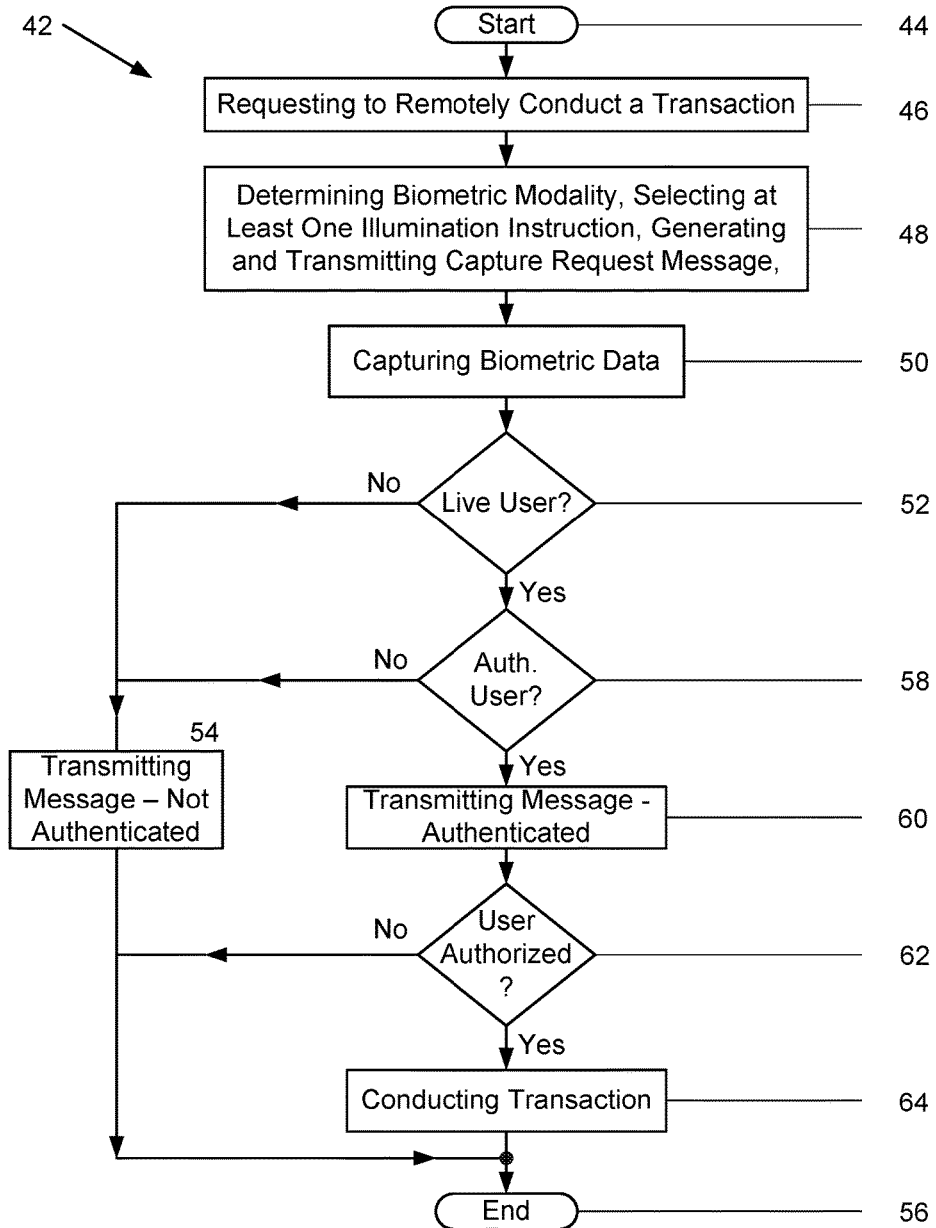 42
Start
44
Requesting to Remotely Conduct a Transaction
46
Determining Biometric Modality, Selecting at
Least One Illumination Instruction, Generating
and Transmitting Capture Request Message,
48
Capturing Biometric Data
50
No
Live User?
52
Yes
No
Auth.
User?
58
54
Yes
Transmitting
Message – Not
Authenticated
Transmitting Message -
Authenticated
60
No
User
Authorized
?
62
Yes
Conducting Transaction
64
End
56